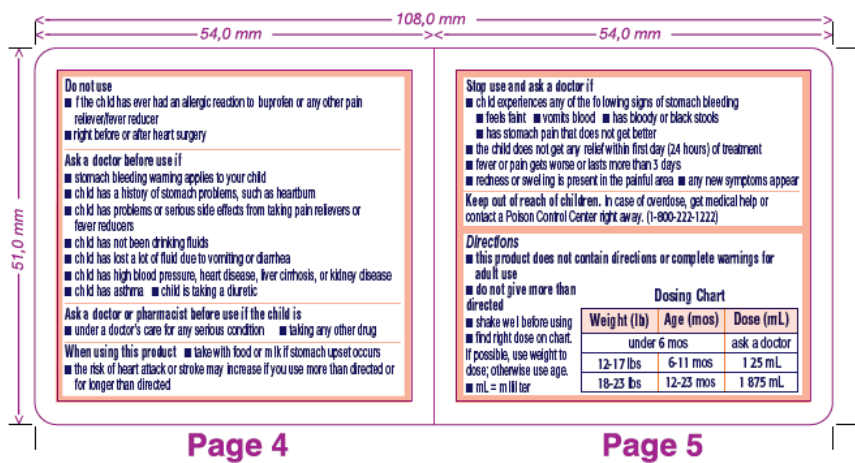 108,0 mm
54,0 mm
54,0 mm
51,0 mm
Do not use
■ f the child has ever had an allergic reaction to buprofen or any other pain
reliever/fever reducer
■ right before or after heart surgery
Ask a doctor before use if
■ stomach bleeding warning applies to your child
■ child has a history of stomach problems, such as heartburn
■ child has problems or serious side effects from taking pain relievers or
fever reducers
■ child has not been drinking fluids
■ child has lost a lot of fluid due to vomiting or diarrhea
■ child has high blood pressure, heart disease, liver cirrhosis, or kidney disease
■ child has asthma ■ child is taking a diuretic
Ask a doctor or pharmacist before use if the child is
■ under a doctor's care for any serious condition ■ taking any other drug
When using this product ■ take with food or m lk if stomach upset occurs
■ the risk of heart attack or stroke may increase if you use more than directed or
for longer than directed
Stop use and ask a doctor if
■ child experiences any of the fo lowing signs of stomach bleeding
■ feels faint ■ vomits blood ■ has bloody or black stools
■ has stomach pain that does not get better
■ the child does not get any relief within first day (24 hours) of treatment
■ fever or pain gets worse or lasts more than 3 days
■ redness or swelling is present in the painful area ■ any new symptoms appear
Keep out of reach of children. In case of overdose, get medical help or
contact a Poison Control Center right away. (1-800-222-1222)
Directions
■ this product does not contain directions or complete warnings for
adult use
■ do not give more than
directed
■ shake we l before using
■ find right dose on chart.
If possible, use weight to
dose; otherwise use age.
■ mL = m lili ter
Dosing Chart
Weight (lb) Age (mos) Dose (mL)
under 6 mos ask a doctor
12-17 lbs 6-11 mos 1 25 mL
18-23 lbs 12-23 mos 1 875 mL
Page 4
Page 5